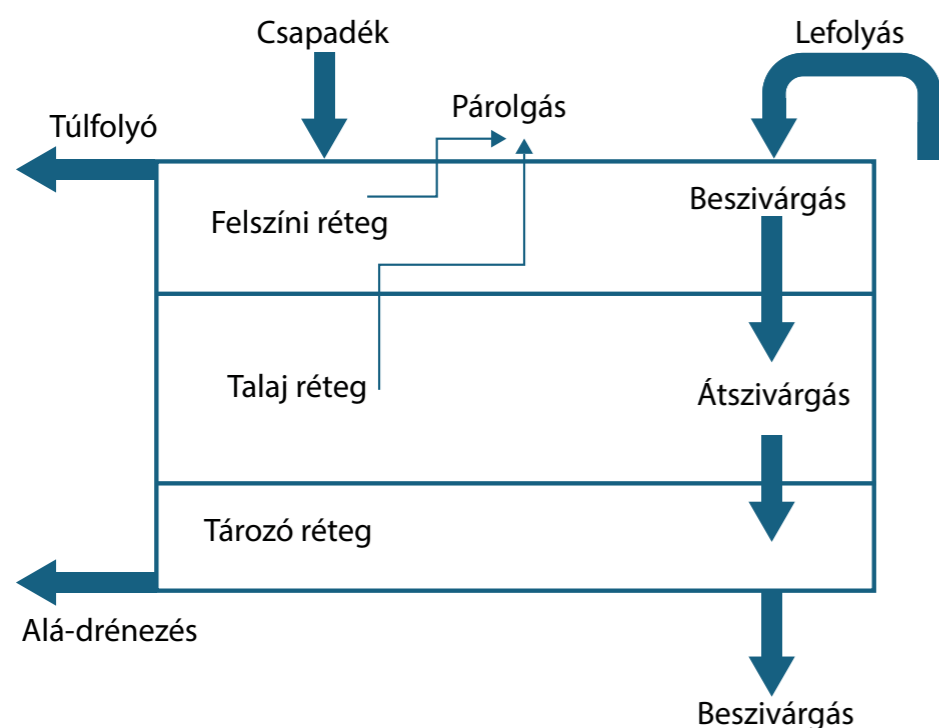 Csapadék
Lefolyás
Párolgás
Túlfolyó
Beszivárgás
Felszíni réteg
Talaj réteg
Átszivárgás
Tározó réteg
Alá-drénezés
Beszivárgás